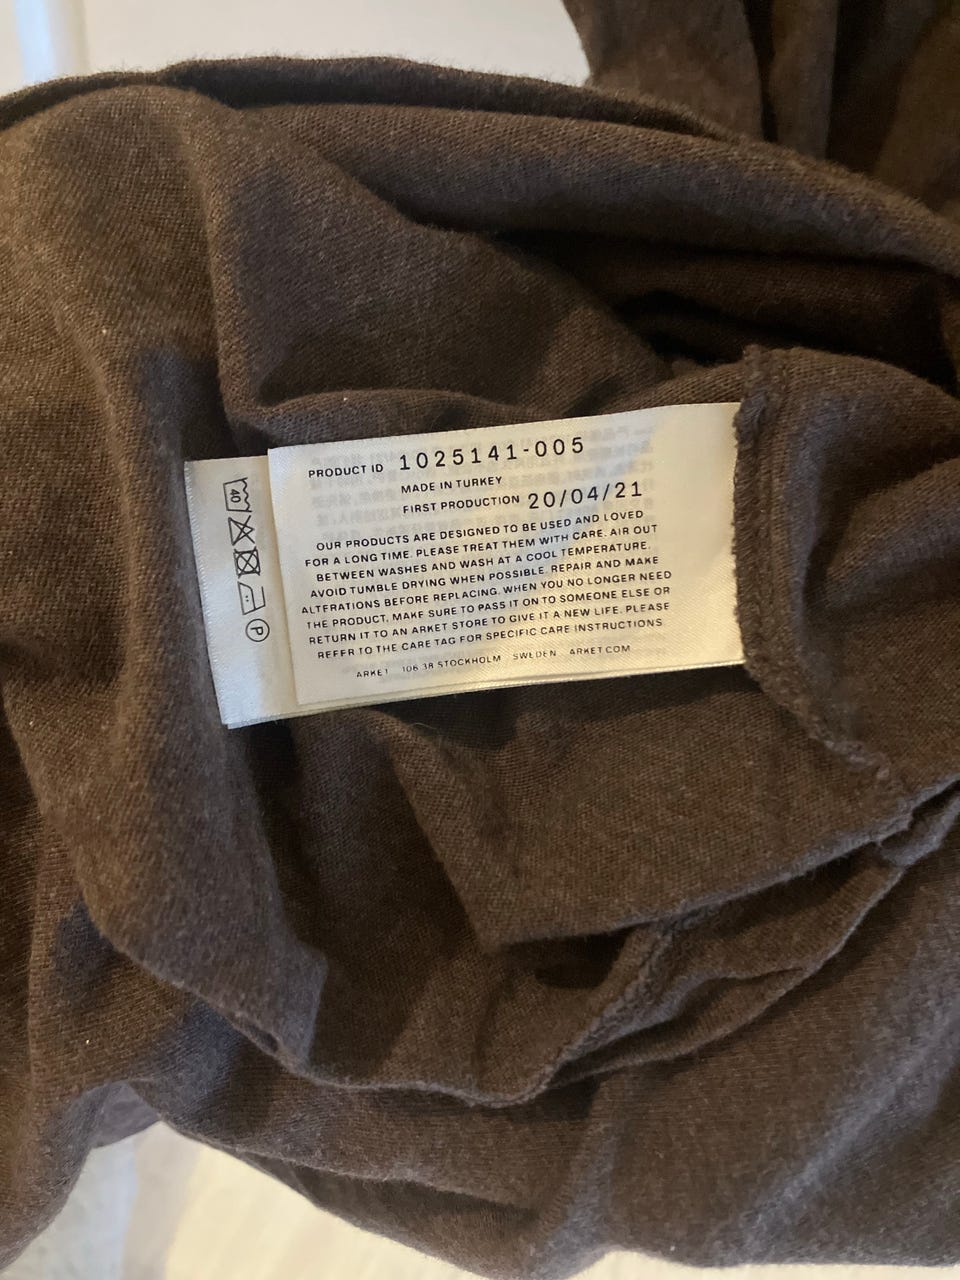 PRODUCT ID 1025141-005
MADE IN TURKEY
FIRST PRODUCTION 20/04/21
OUR PRODUCTS ARE DESIGNED TO BE USED AND LOVED
FOR A LONG TIME. PLEASE TREAT THEM WITH CARE. AIR OUT
BETWEEN WASHES AND WASH AT A COOL TEMPERATURE.
AVOID TUMBLE DRYING WHEN POSSIBLE. REPAIR AND MAKE
ALTERATIONS BEFORE REPLACING. WHEN YOU NO LONGER NEED
THE PRODUCT, MAKE SURE TO PASS IT ON TO SOMEONE ELSE OR
RETURN IT TO AN ARKET STORE TO GIVE IT A NEW LIFE. PLEASE
REFER TO THE CARE TAG FOR SPECIFIC CARE INSTRUCTIONS
ARKET 106 38 STOCKHOLM SWEDEN ARKET.COM
40
P